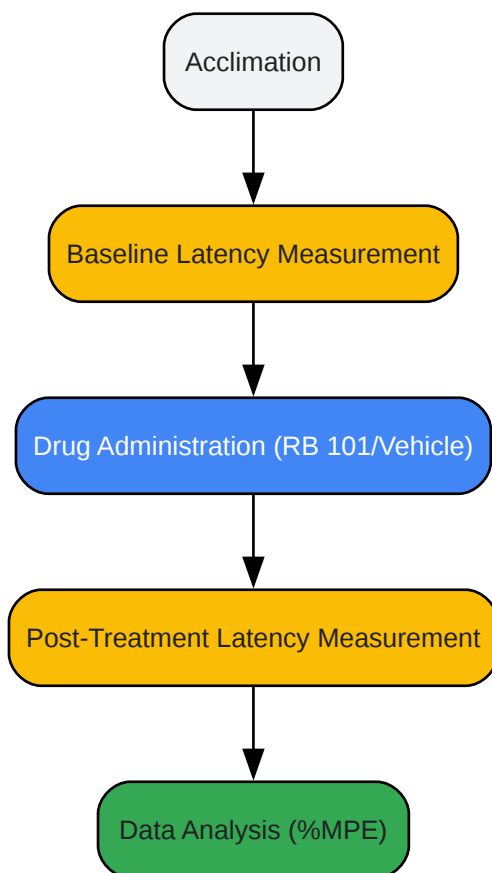 Acclimation
Baseline Latency Measurement
Drug Administration (RB 101/Vehicle)
Post-Treatment Latency Measurement
Data Analysis (%MPE)